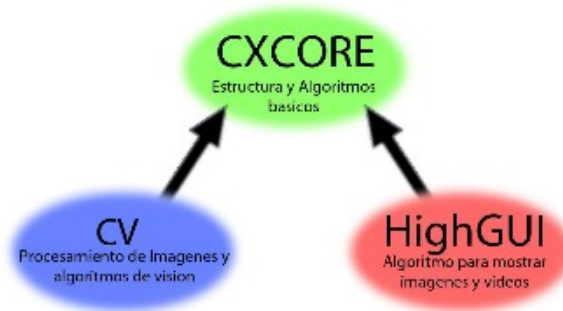 CXCORE
Estructura y Algoritmos
basicos
CV
Procesamiento de Imagenes y
algoritmos de vision
HighGUI
Algoritmo para mostrar
imagenes y videos